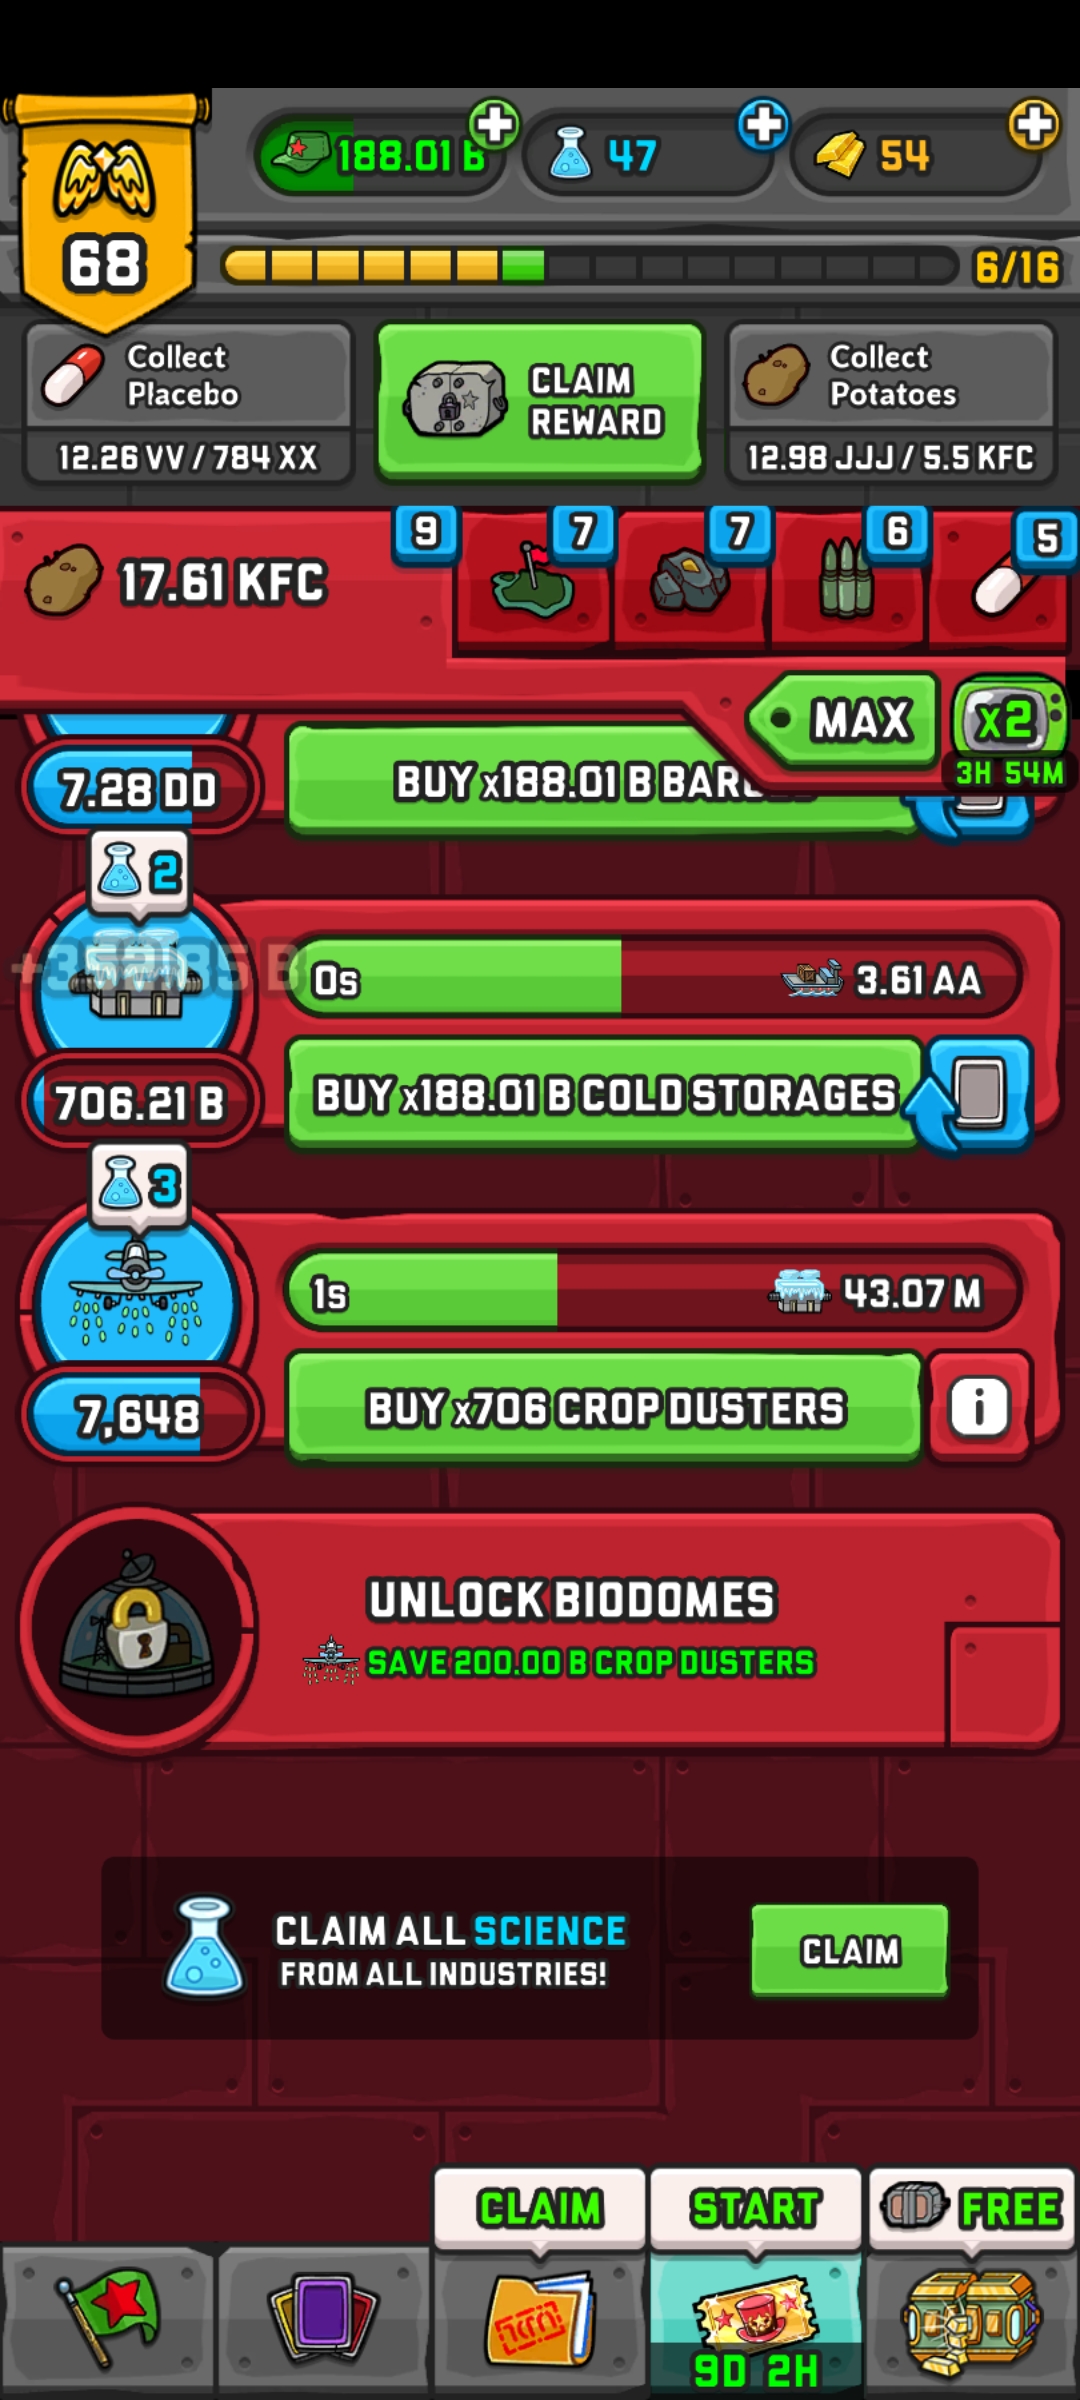 188.01 B
47
54
68
6/16
Collect
Placebo
12.26 VV / 784 XX
CLAIM
REWARD
Collect
Potatoes
12.98 JJJ / 5.5 KFC
17.61 KFC
9
7
7
6
5
MAX
x2
3H 54M
7.28 DD
BUY x188.01 B
2
0s
3.61 AA
706.21 B
BUY x188.01 B COLD STORAGES
3
1s
43.07 M
7,648
BUY x706 CROP DUSTERS
i
UNLOCK BIODOMES
SAVE 200.00 B CROP DUSTERS
CLAIM ALL SCIENCE
FROM ALL INDUSTRIES!
CLAIM
CLAIM
START
FREE
9D 2H